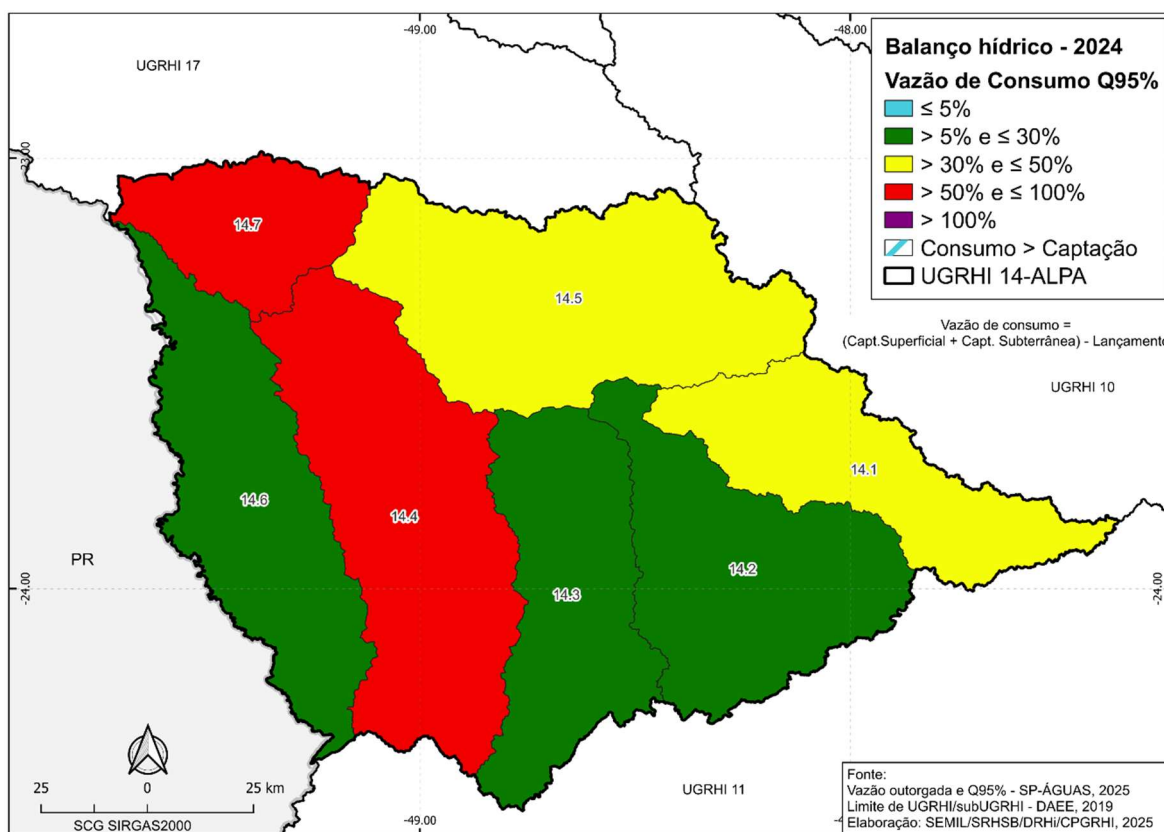 -49.00
-48.00
UGRHI 17
Balanço hídrico - 2024
Vazão de Consumo Q95%
≤ 5%
> 5% e ≤ 30%
> 30% e ≤ 50%
> 50% e ≤ 100%
> 100%
Consumo > Captação
UGRHI 14-ALPA
-23.00
14.7
14.5
Vazão de consumo =
(Capt.Superficial + Capt. Subterrânea) - Lançamento
UGRHI 10
14.1
14.6
14.4
PR
14.2
14.3
-24.00
-24.00
25 0 25 km
SCG SIRGAS2000
UGRHI 11
-49.00
Fonte:
Vazão outorgada e Q95% - SP-ÁGUAS, 2025
Limite de UGRHI/subUGRHI - DAEE, 2019
Elaboração: SEMIL/SRHSB/DRHi/CPGRHI, 2025